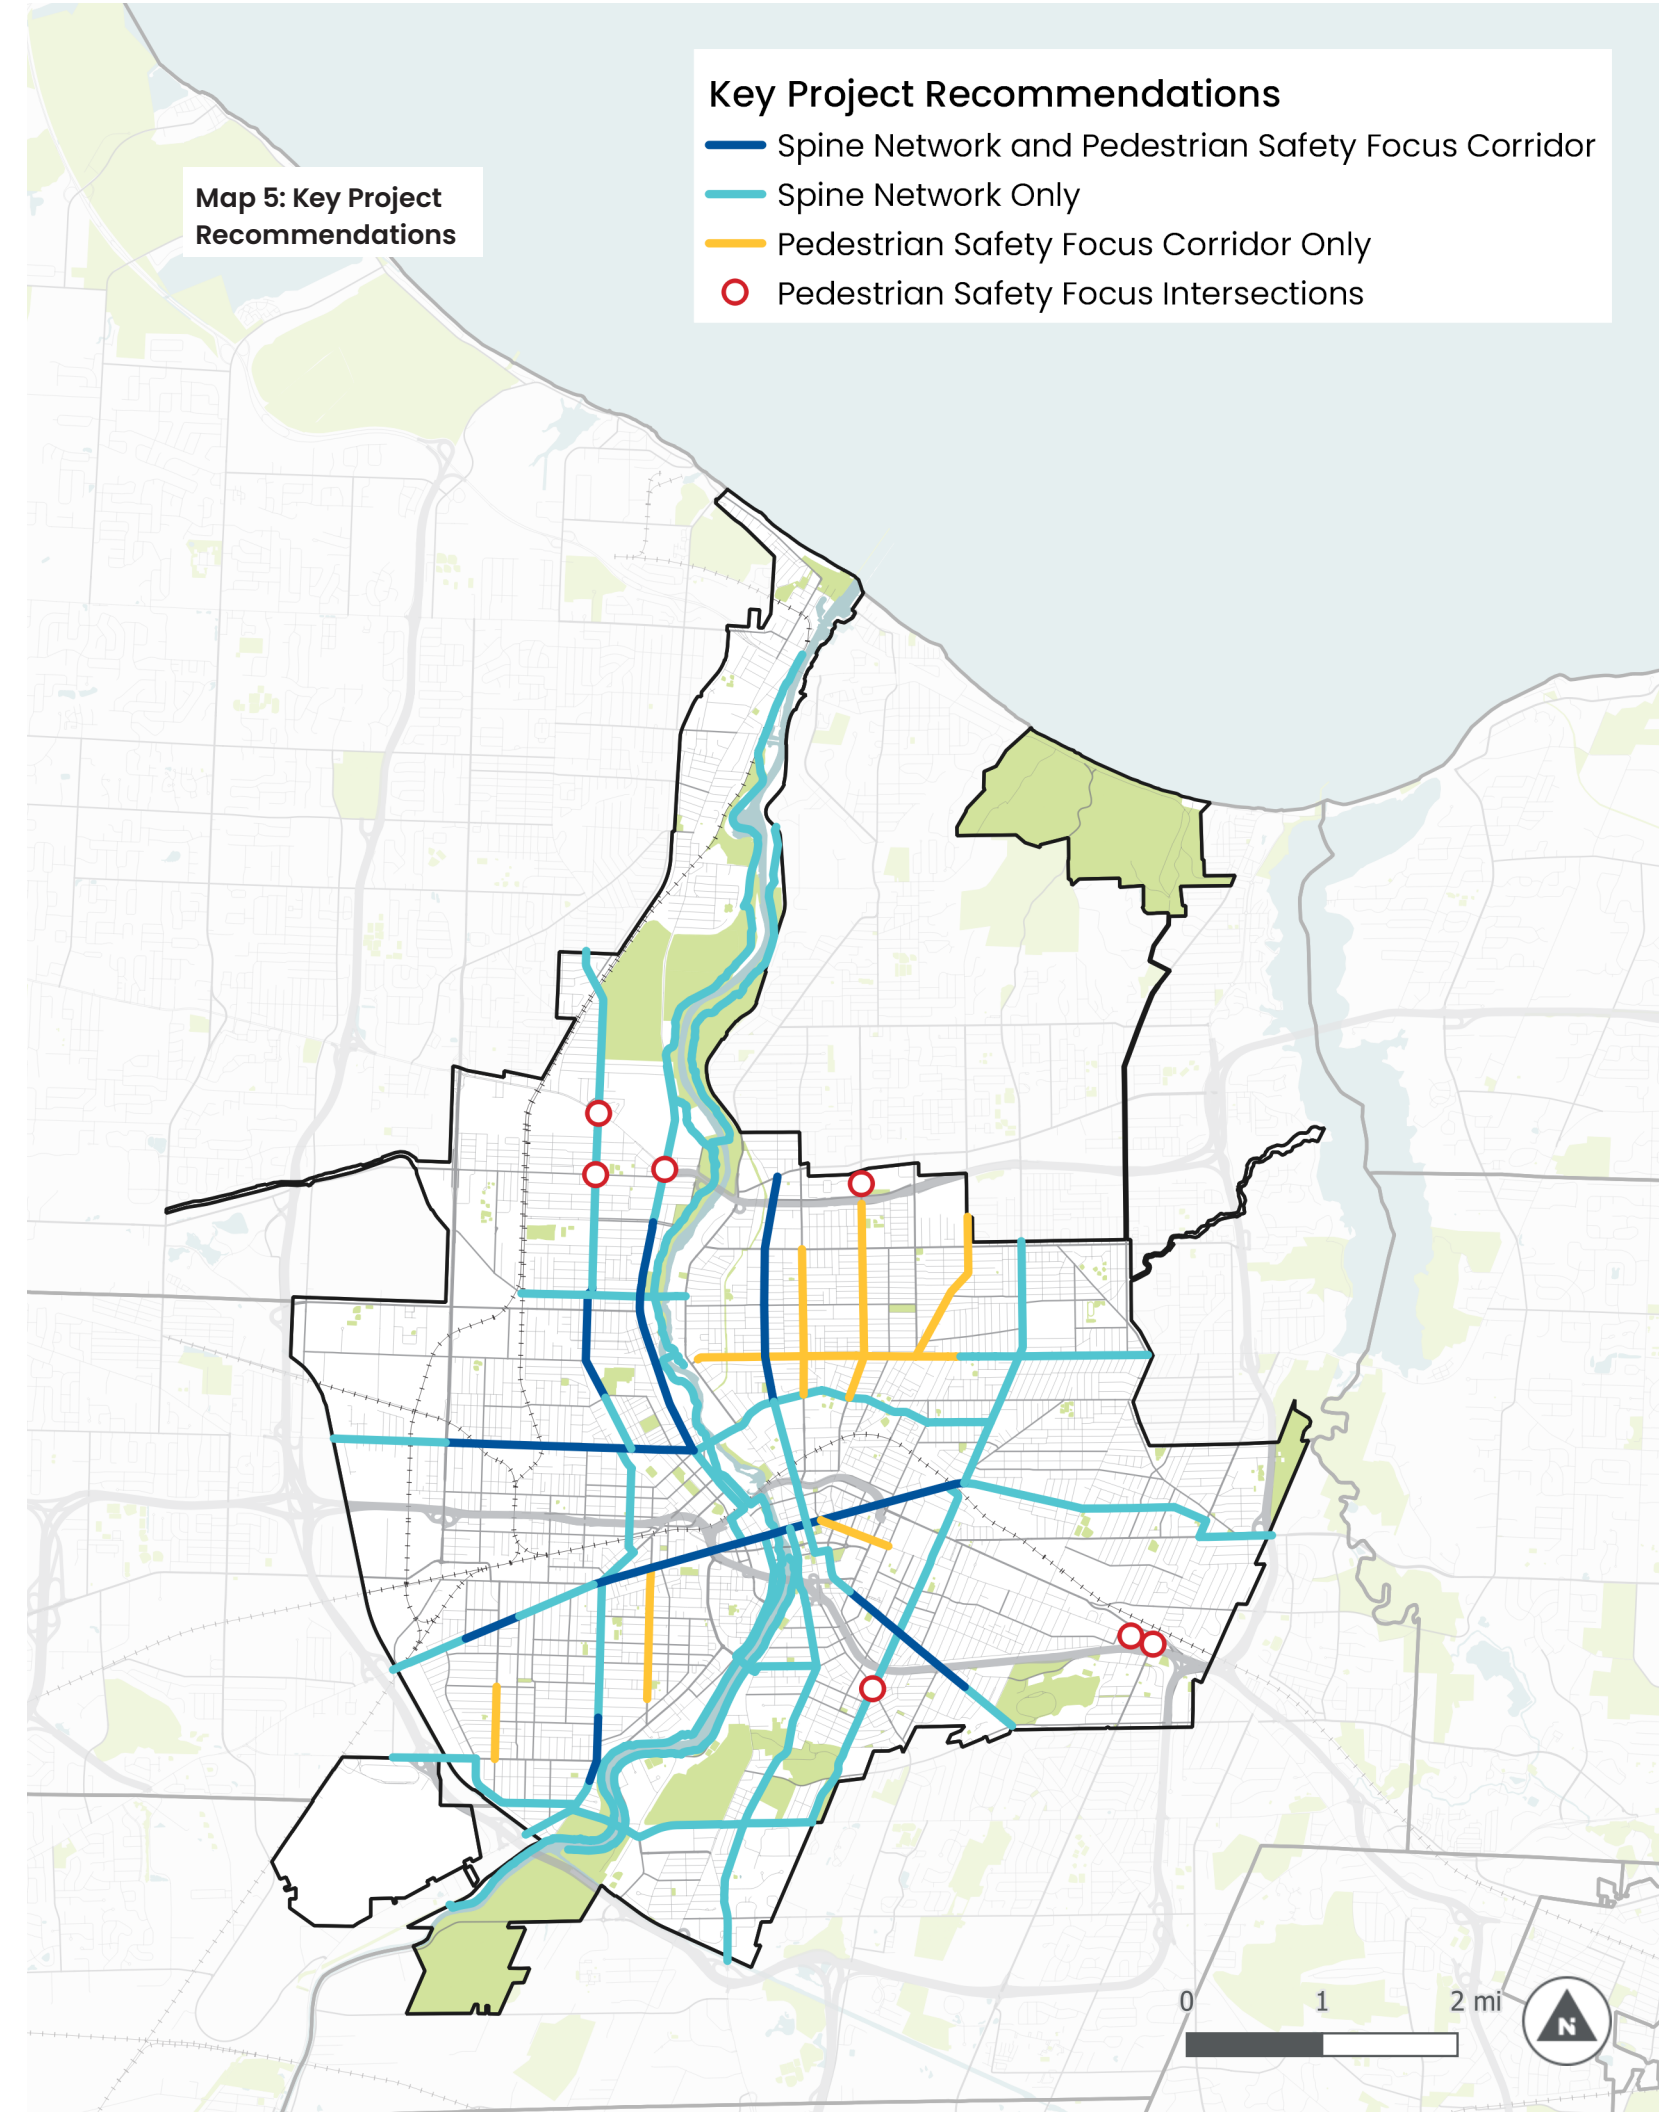 Key Project Recommendations
Spine Network and Pedestrian Safety Focus Corridor
Spine Network Only
Pedestrian Safety Focus Corridor Only
Pedestrian Safety Focus Intersections
Map 5: Key Project
Recommendations
0 1 2 mi
N